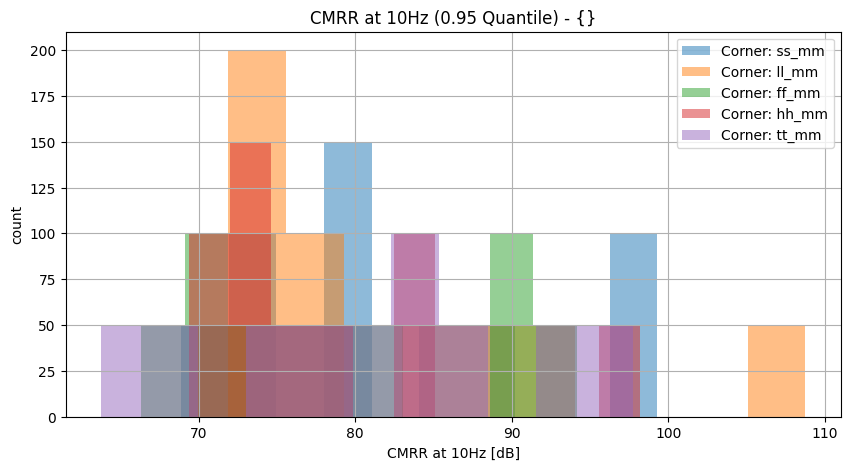 CMRR at 10Hz (0.95 Quantile) - {}
Corner: ss_mm
Corner: ll_mm
Corner: ff_mm
Corner: hh_mm
Corner: tt_mm
200
175
150
125
100
75
50
25
0
count
70 80 90 100 110
CMRR at 10Hz [dB]